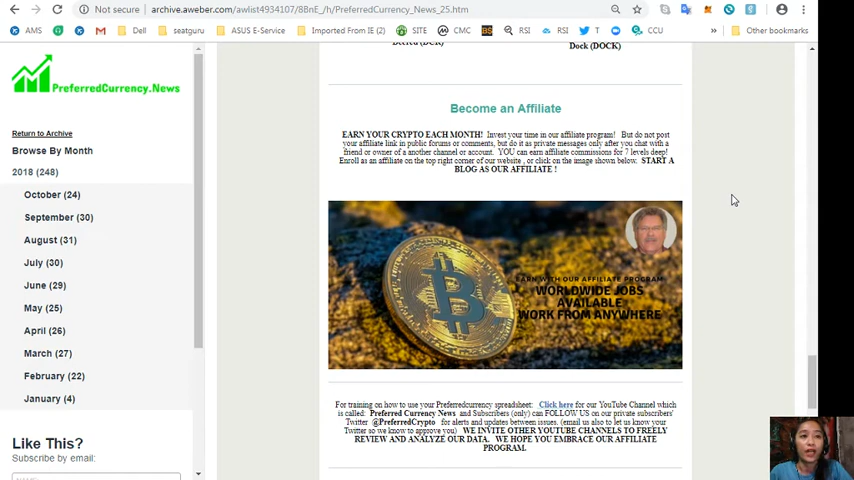 Not secure | archive.aweber.com/awlist4934107/8BnE_/h/PreferredCurrency_News_25.htm
AMS
Dell
seatguru
ASUS E-Service
Imported From IE (2)
SITE
CMC
RSI
RSI
T
CCU
»
Other bookmarks
PreferredCurrency.News
Return to Archive
Browse By Month
2018 (248)
October (24)
September (30)
August (31)
July (30)
June (29)
May (25)
April (26)
March (27)
February (22)
January (4)
Like This?
Subscribe by email:
Dock (DOCK)
Become an Affiliate
EARN YOUR CRYPTO EACH MONTH! Invest your time in our affiliate program! But do not post
your affiliate link in public forums or comments, but do it as private messages only after you chat with a
friend or owner of a another channel or account. YOU can earn affiliate commissions for 7 levels deep!
Enroll as an affiliate on the top right corner of our website , or click on the image shown below. START A
BLOG AS OUR AFFILIATE !
EARN WITH OUR AFFILIATE PROGRAM
WORLDWIDE JOBS
AVAILABLE
WORK FROM ANYWHERE
For training on how to use your Preferredcurrency spreadsheet: Click here for our YouTube Channel which
is called: Preferred Currency News and Subscribers (only) can FOLLOW US on our private subscribers'
Twitter @PreferredCrypto for alerts and updates between issues. (email us also to let us know your
Twitter so we know to approve you) WE INVITE OTHER YOUTUBE CHANNELS TO FREELY
REVIEW AND ANALYZE OUR DATA. WE HOPE YOU EMBRACE OUR AFFILIATE
PROGRAM.